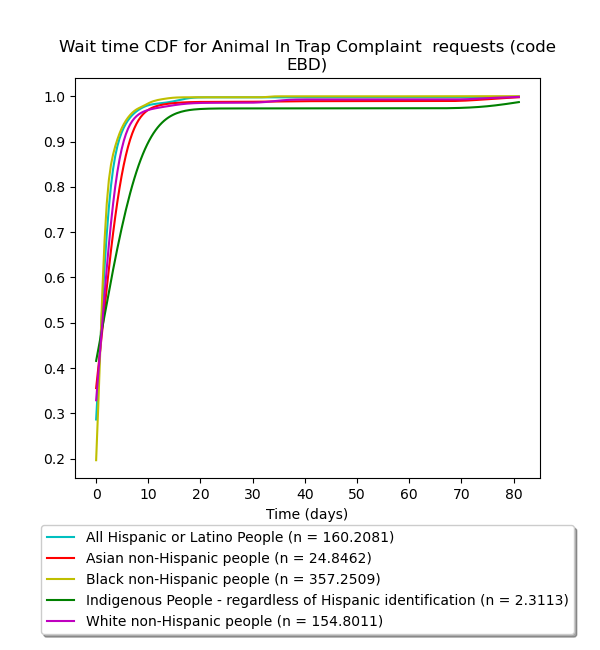 Wait time CDF for Animal In Trap Complaint  requests (code
EBD)
1.0
0.9
0.8
0.7
0.6
0.5
0.4
0.3
0.2
0 10 20 30 40 50 60 70 80
Time (days)
All Hispanic or Latino People (n = 160.2081)
Asian non-Hispanic people (n = 24.8462)
Black non-Hispanic people (n = 357.2509)
Indigenous People - regardless of Hispanic identification (n = 2.3113)
White non-Hispanic people (n = 154.8011)